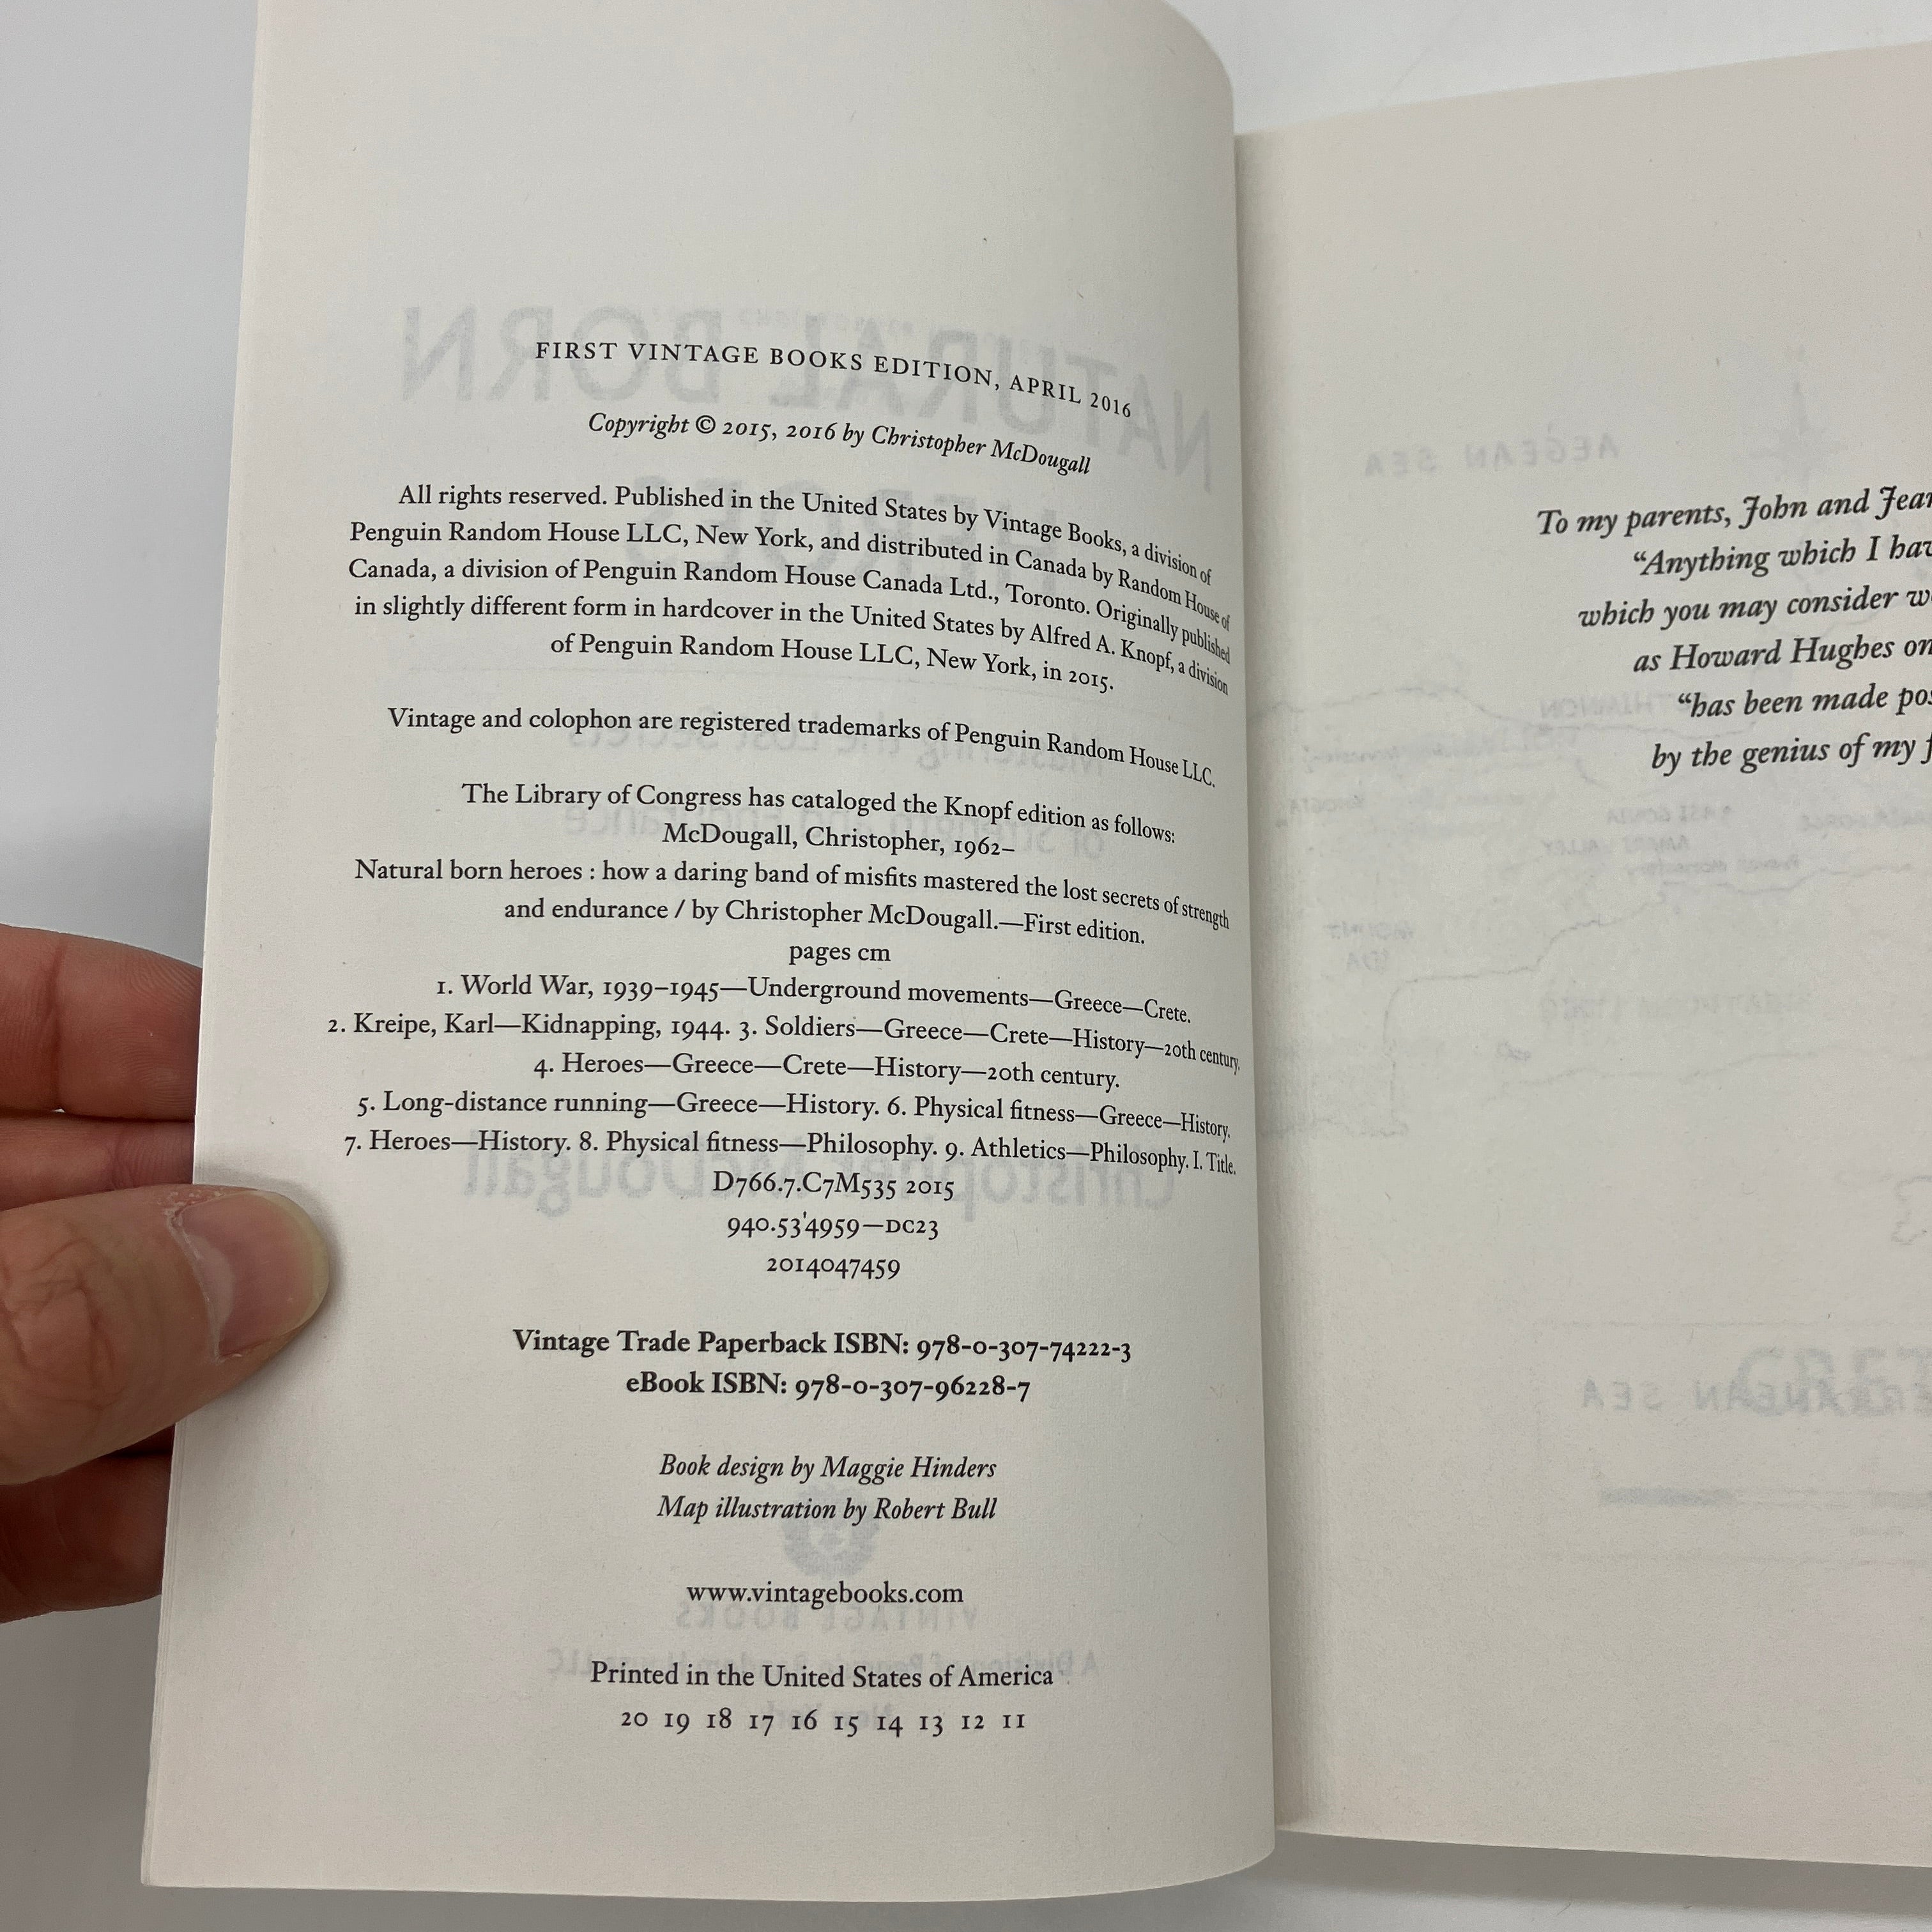 FIRST VINTAGE BOOKS EDITION, APRIL 2016
Copyright © 2015, 2016 by Christopher McDougall
All rights reserved. Published in the United States by Vintage Books, a division of
Penguin Random House LLC, New York, and distributed in Canada by Random House of
Canada, a division of Penguin Random House Canada Ltd., Toronto. Originally published
in slightly different form in hardcover in the United States by Alfred A. Knopf, a division
of Penguin Random House LLC, New York, in 2015.
Vintage and colophon are registered trademarks of Penguin Random House LLC.
The Library of Congress has cataloged the Knopf edition as follows:
McDougall, Christopher, 1962–
Natural born heroes : how a daring band of misfits mastered the lost secrets of strength
and endurance / by Christopher McDougall.—First edition.
pages cm
1. World War, 1939–1945—Underground movements—Greece—Crete.
2. Kreipe, Karl—Kidnapping, 1944. 3. Soldiers—Greece—Crete—History—20th century.
4. Heroes—Greece—Crete—History—20th century.
5. Long-distance running—Greece—History. 6. Physical fitness—Greece—History.
7. Heroes—History. 8. Physical fitness—Philosophy. 9. Athletics—Philosophy. I. Title.
D766.7.C7M535 2015
940.53'4959—DC23
2014047459
Vintage Trade Paperback ISBN: 978-0-307-74222-3
eBook ISBN: 978-0-307-96228-7
Book design by Maggie Hinders
Map illustration by Robert Bull
www.vintagebooks.com
Printed in the United States of America
20 19 18 17 16 15 14 13 12 11
To my parents, John and Jean
"Anything which I hav
which you may consider
as Howard Hughes on
"has been made pos
by the genius of my